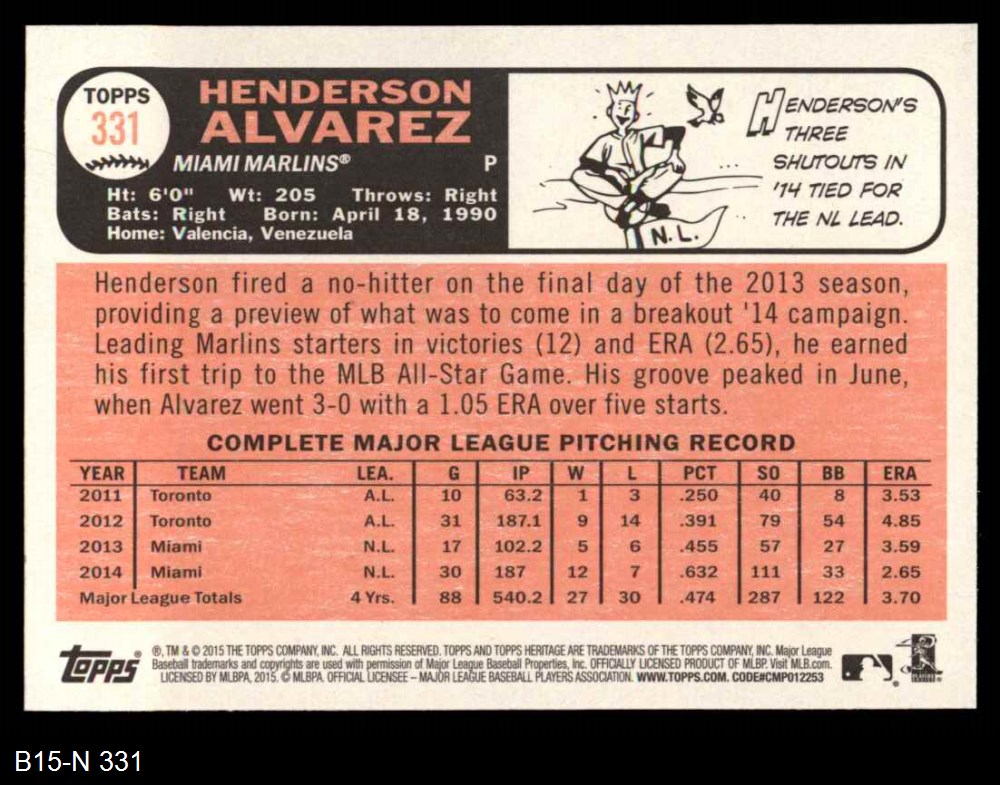 TOPPS
331
HENDERSON
ALVAREZ
MIAMI MARLINS® P
Ht: 6'0" Wt: 205 Throws: Right
Bats: Right Born: April 18, 1990
Home: Valencia, Venezuela
HENDERSON'S
THREE
SHUTOUTS IN
'14 TIED FOR
THE NL LEAD.
N.L.
Henderson fired a no-hitter on the final day of the 2013 season,
providing a preview of what was to come in a breakout '14 campaign.
Leading Marlins starters in victories (12) and ERA (2.65), he earned
his first trip to the MLB All-Star Game. His groove peaked in June,
when Alvarez went 3-0 with a 1.05 ERA over five starts.
COMPLETE MAJOR LEAGUE PITCHING RECORD
YEAR TEAM LEA. G IP W L PCT SO BB ERA
2011 Toronto A.L. 10 63.2 1 3 .250 40 8 3.53
2012 Toronto A.L. 31 187.1 9 14 .391 79 54 4.85
2013 Miami N.L. 17 102.2 5 6 .455 57 27 3.59
2014 Miami N.L. 30 187 12 7 .632 111 33 2.65
Major League Totals 4 Yrs. 88 540.2 27 30 .474 287 122 3.70
Topps®
®, TM & © 2015 THE TOPPS COMPANY, INC. ALL RIGHTS RESERVED. TOPPS AND TOPPS HERITAGE ARE TRADEMARKS OF THE TOPPS COMPANY, INC. Major League
Baseball trademarks and copyrights are used with permission of Major League Baseball Properties, Inc. OFFICIALLY LICENSED PRODUCT OF MLBP. Visit MLB.com.
LICENSED BY MLBPA, 2015. © MLBPA. OFFICIAL LICENSEE – MAJOR LEAGUE BASEBALL PLAYERS ASSOCIATION. WWW.TOPPS.COM. CODE#CMP012253
B15-N 331